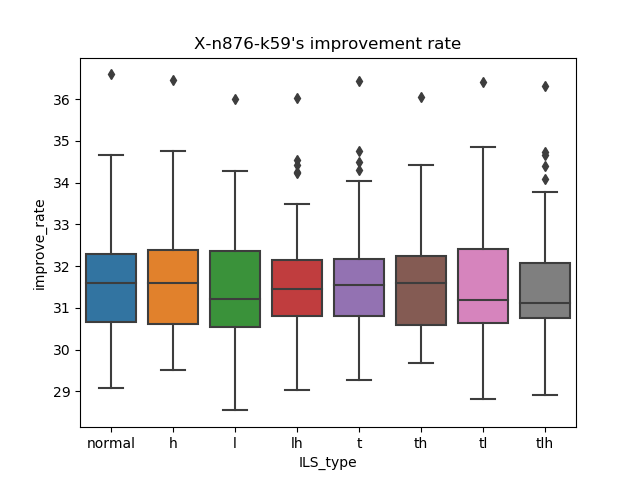 X-n876-k59's improvement rate
improve_rate
36
35
34
33
32
31
30
29
normal h l lh t th tl tlh
ILS_type